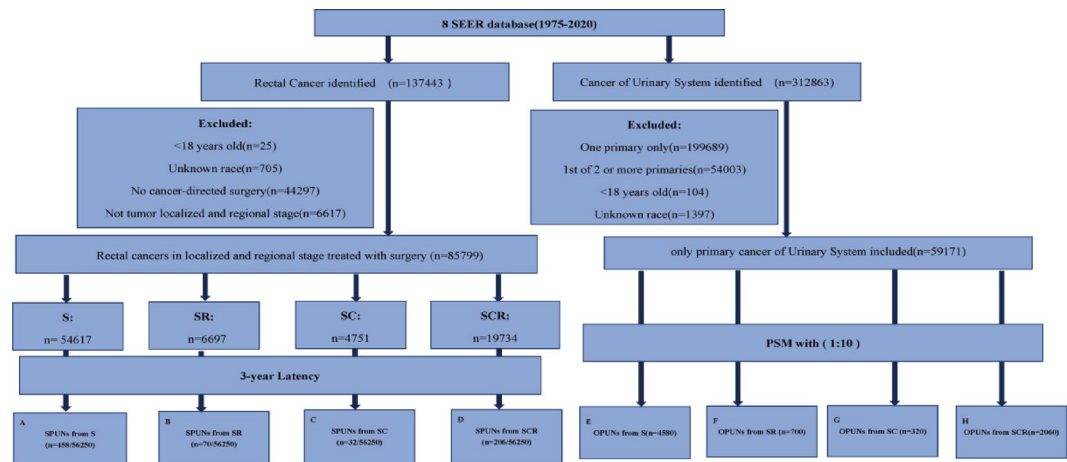 8 SEER database(1975-2020)
Rectal Cancer identified （n=137443 ）
Cancer of Urinary System identified （n=312863)
Excluded:
<18 years old(n=25)
Unknown race(n=705)
No cancer-directed surgery(n=44297)
Not tumor localized and regional stage(n=6617)
Excluded:
One primary only(n=199689)
1st of 2 or more primaries(n=54003)
<18 years old(n=104)
Unknown race(n=1397)
Rectal cancers in localized and regional stage treated with surgery (n=85799)
only primary cancer of Urinary System included(n=59171)
S:
n= 54617
SR:
n=6697
SC:
n=4751
SCR:
n=19734
PSM with ( 1:10 )
3-year Latency
A
SPUNs from S
(n=458/56250)
B
SPUNs from SR
(n=70/56250)
C
SPUNs from SC
(n=32/56250)
D
SPUNs from SCR
(n=206/56250)
E
OPUNs from S(n=4580)
F
OPUNs from SR (n=700)
G
OPUNs from SC (n=320)
H
OPUNs from SCR(n=2060)